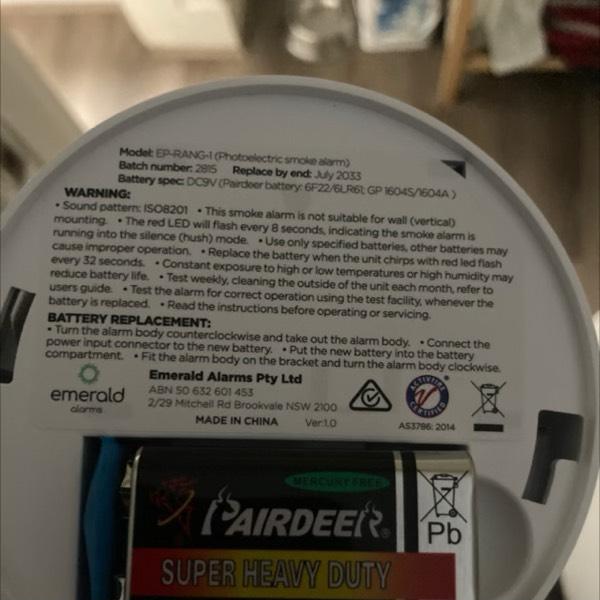 Model: EP-RANG-1 (Photoelectric smoke alarm)
Batch number: 2815 Replace by end: July 2033
Battery spec: DC9V (Pairdeer battery: 6F22/6LR61; GP 1604S/1604A )
WARNING:
• Sound pattern: ISO8201 • This smoke alarm is not suitable for wall (vertical)
mounting. • The red LED will flash every 8 seconds, indicating the smoke alarm is
running into the silence (hush) mode. • Use only specified batteries, other batteries may
cause improper operation. • Replace the battery when the unit chirps with red led flash
every 32 seconds. • Constant exposure to high or low temperatures or high humidity may
reduce battery life. • Test weekly, cleaning the outside of the unit each month, refer to
users guide. • Test the alarm for correct operation using the test facility, whenever the
battery is replaced. • Read the instructions before operating or servicing.
BATTERY REPLACEMENT:
• Turn the alarm body counterclockwise and take out the alarm body. • Connect the
power input connector to the new battery. • Put the new battery into the battery
compartment. • Fit the alarm body on the bracket and turn the alarm body clockwise.
emerald
alarms
Emerald Alarms Pty Ltd
ABN 50 632 601 453
2/29 Mitchell Rd Brookvale NSW 2100
MADE IN CHINA Ver:1.0
ACTIVFIRE
CERTIFIED
AS3786: 2014
MERCURY FREE
PAIRDEER®
Pb
SUPER HEAVY DUTY